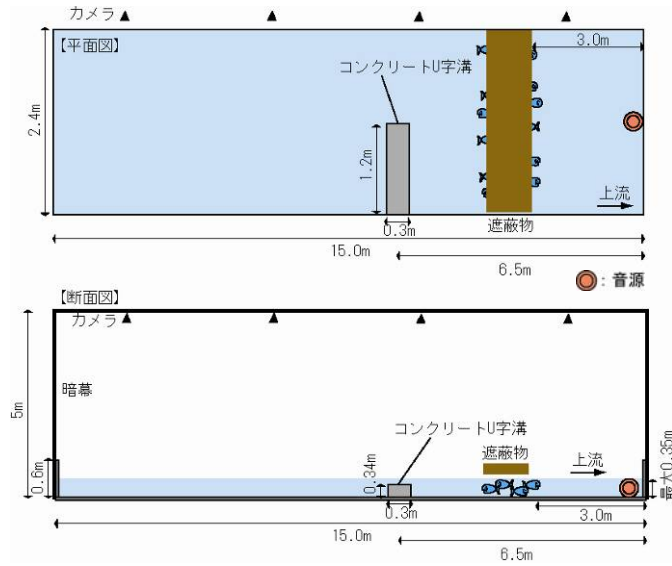 カメラ
【平面図】
3.0m
コンクリートU字溝
2.4m
1.2m
上流
0.3m
遮蔽物
15.0m
6.5m
：音源
【断面図】
カメラ
5m
暗幕
コンクリートU字溝
遮蔽物
上流
0.6m
0.34m
最大0.35m
0.3m
3.0m
15.0m
6.5m